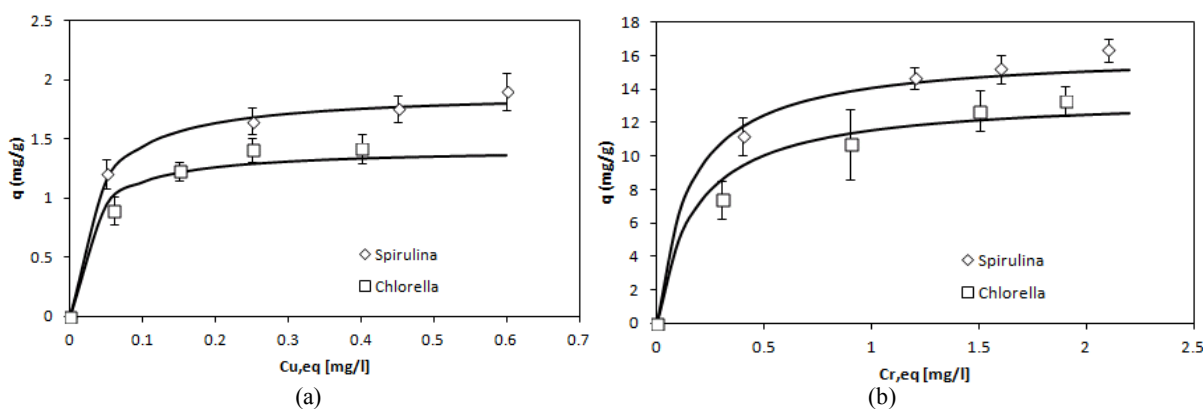 2.5
2
1.5
1
0.5
0
q (mg/g)
0 0.1 0.2 0.3 0.4 0.5 0.6 0.7
Cu,eq [mg/l]
Spirulina
Chlorella
(a)
18
16
14
12
10
8
6
4
2
0
q (mg/g)
0 0.5 1 1.5 2 2.5
Cr,eq [mg/l]
Spirulina
Chlorella
(b)